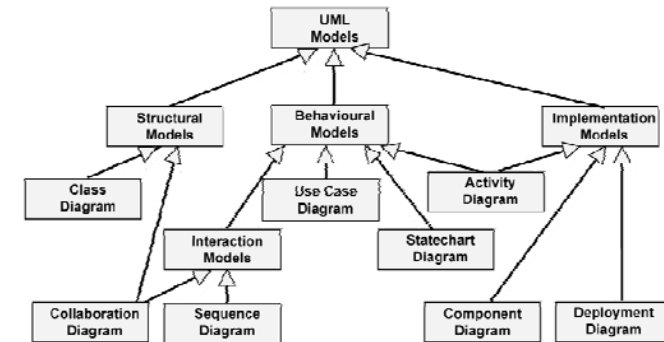 UML
Models
Structural
Models
Behavioural
Models
Implementation
Models
Class
Diagram
Use Case
Diagram
Activity
Diagram
Interaction
Models
Statechart
Diagram
Collaboration
Diagram
Sequence
Diagram
Component
Diagram
Deployment
Diagram